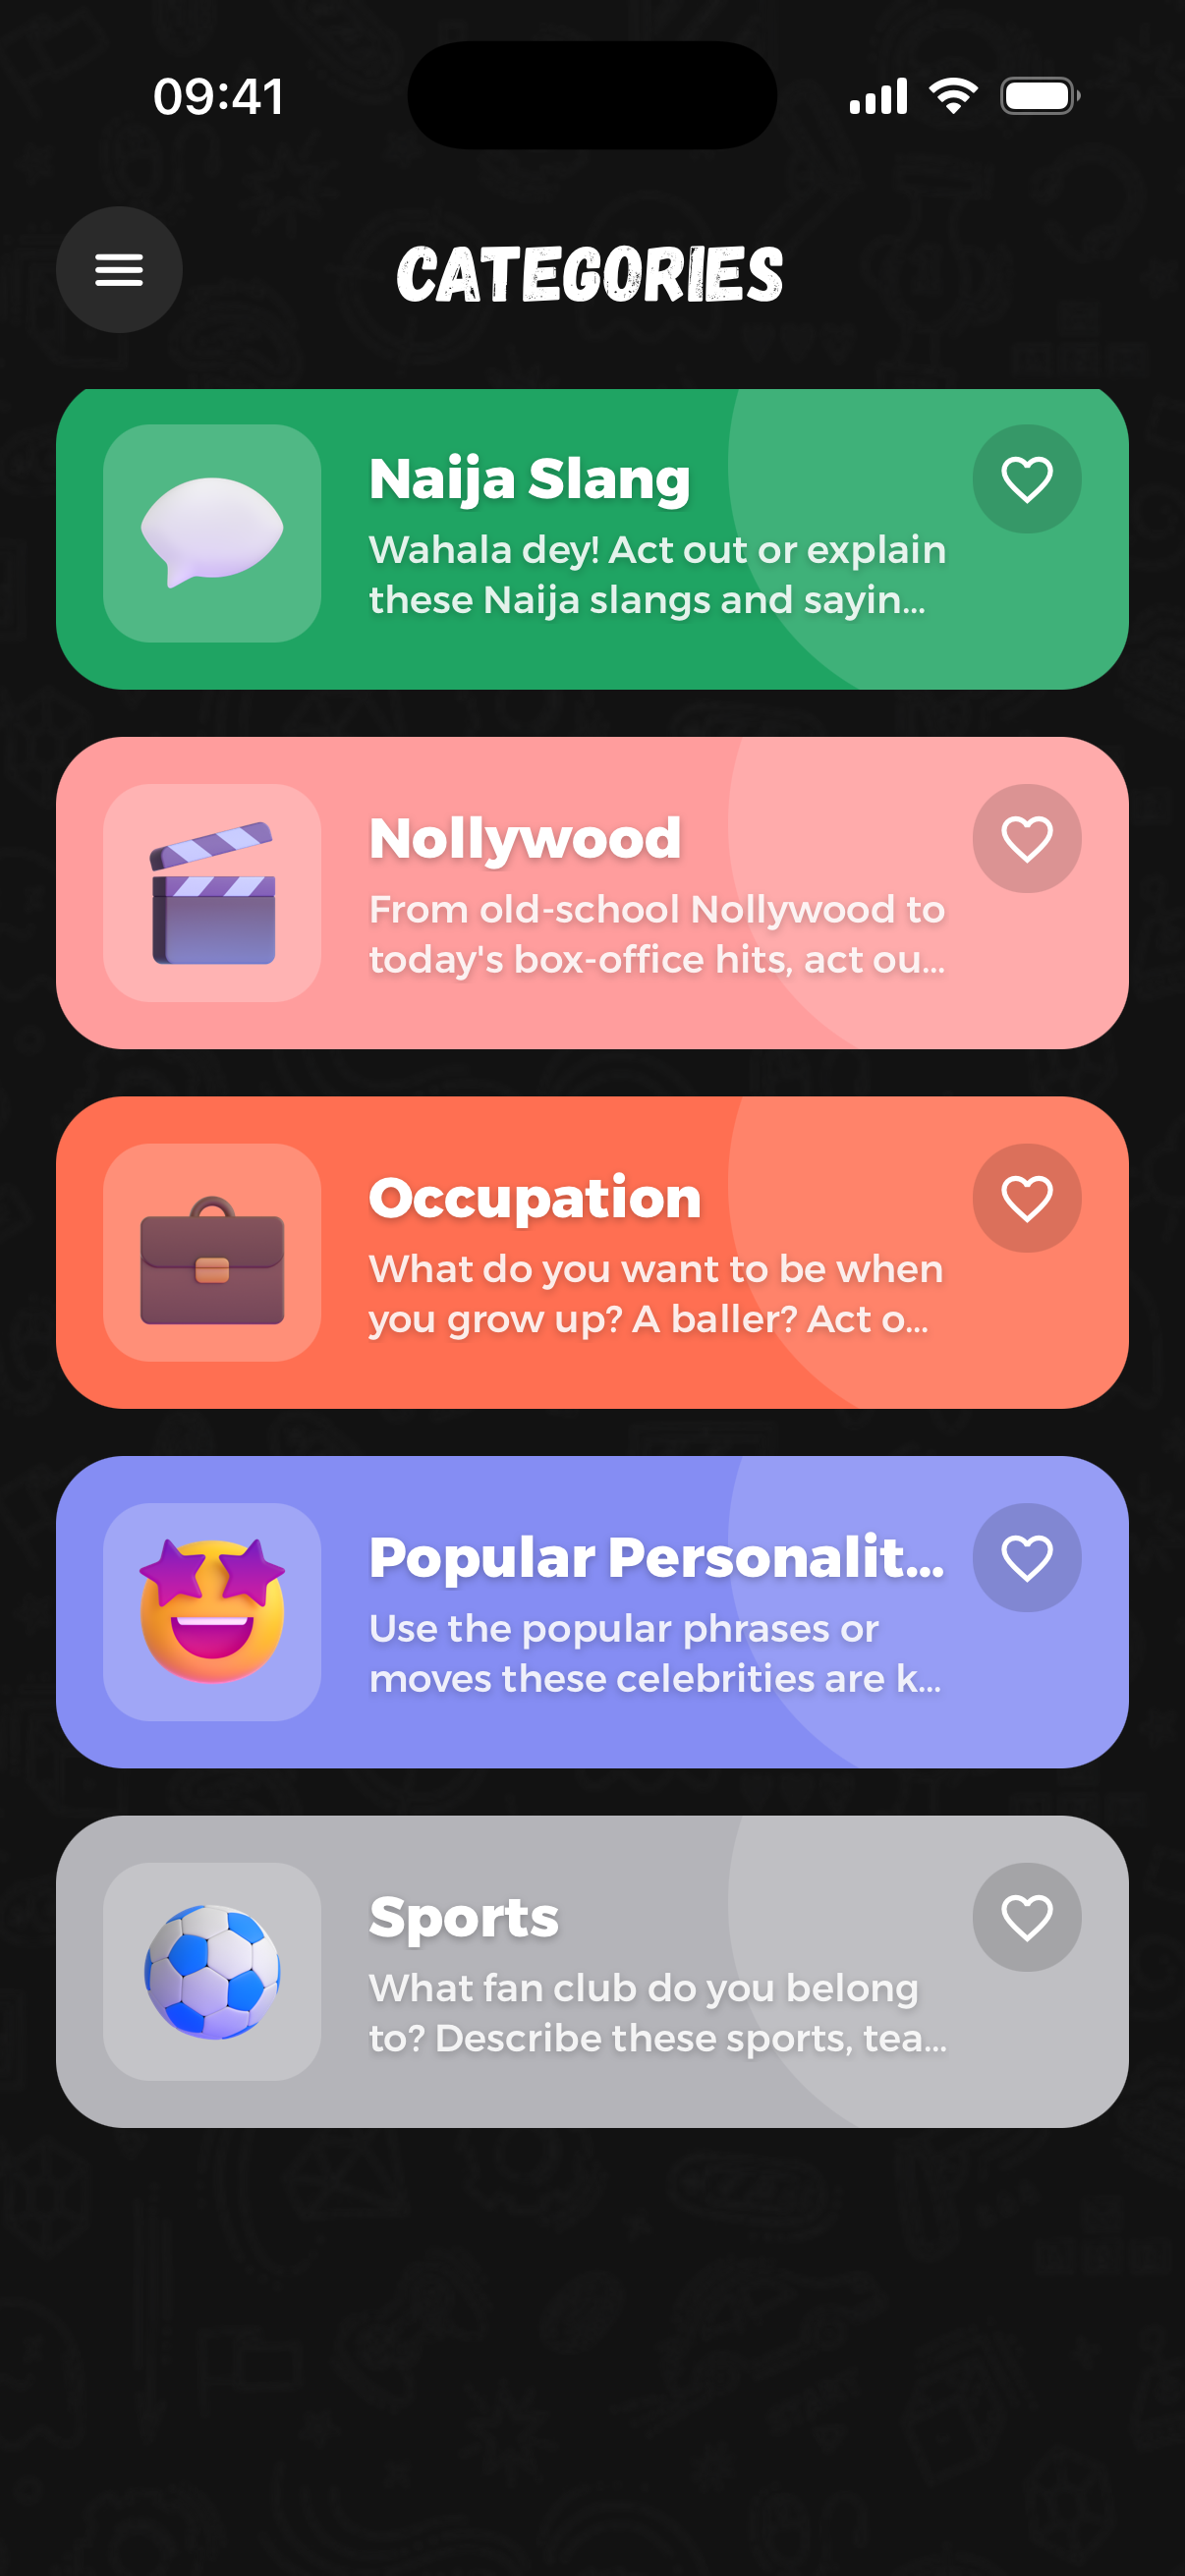 09:41
CATEGORIES
Naija Slang
Wahala dey! Act out or explain
these Naija slangs and sayin...
Nollywood
From old-school Nollywood to
today's box-office hits, act ou...
Occupation
What do you want to be when
you grow up? A baller? Act o...
Popular Personalit...
Use the popular phrases or
moves these celebrities are k...
Sports
What fan club do you belong
to? Describe these sports, tea...